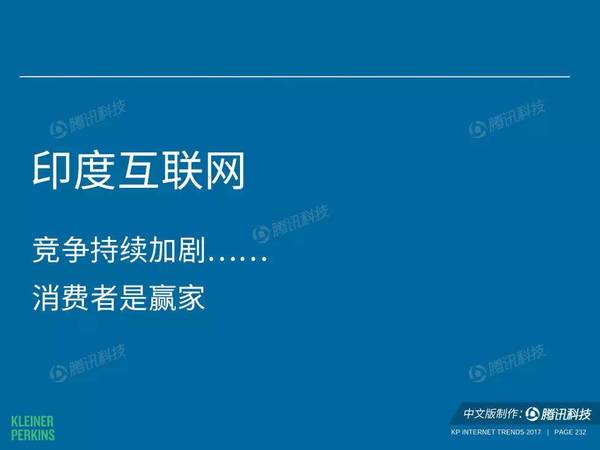 腾讯科技
腾讯科技
印度互联网
腾讯科技
竞争持续加剧……
消费者是赢家
腾讯科技
腾讯科技
中文版制作：腾讯科技
KLEINER
PERKINS
KP INTERNET TRENDS 2017 | PAGE 232